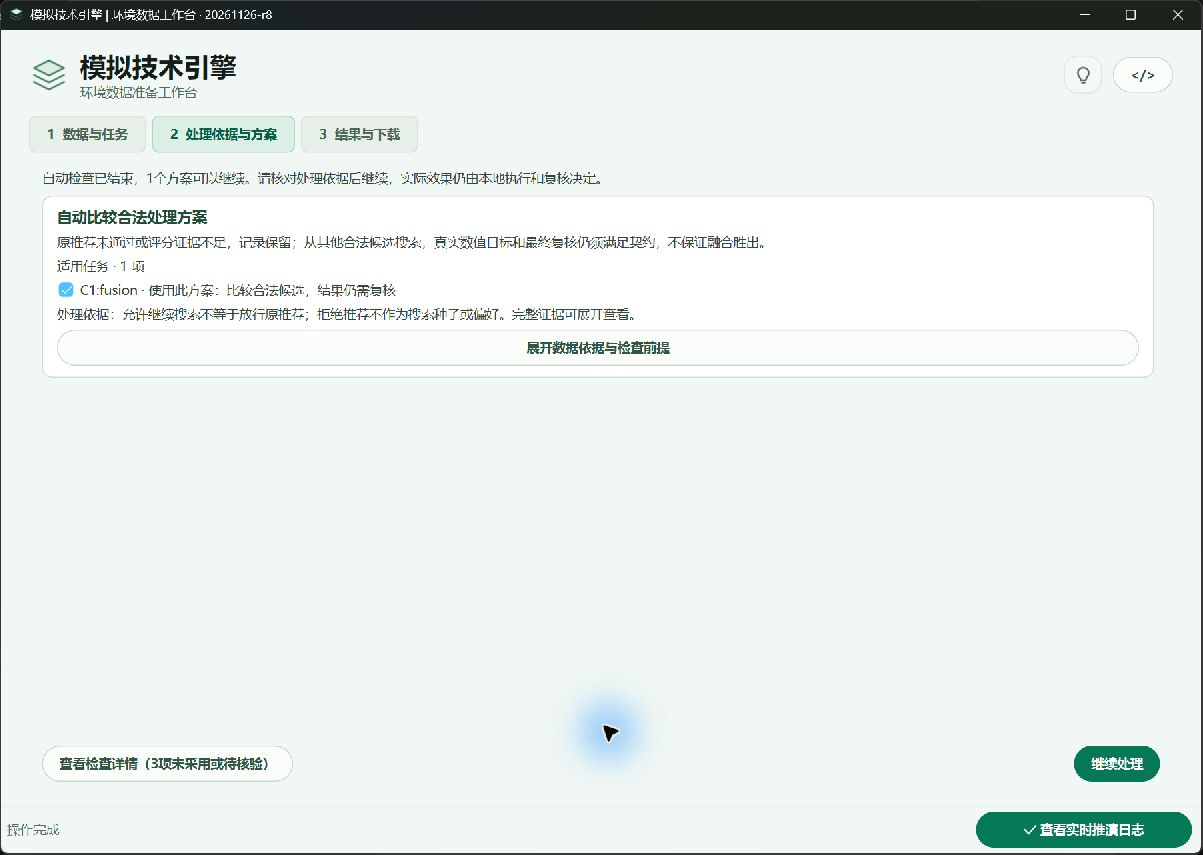 模拟技术引擎 | 环境数据工作台 · 20261126-r8
模拟技术引擎
环境数据准备工作台
</>
1 数据与任务
2 处理依据与方案
3 结果与下载
自动检查已结束，1个方案可以继续。请核对处理依据后继续，实际效果仍由本地执行和复核决定。
自动比较合法处理方案
原推荐未通过或评分证据不足，记录保留；从其他合法候选搜索，真实数值目标和最终复核仍须满足契约，不保证融合胜出。
适用任务 · 1 项
C1:fusion · 使用此方案：比较合法候选，结果仍需复核
处理依据：允许继续搜索不等于放行原推荐；拒绝推荐不作为搜索种子或偏好。完整证据可展开查看。
展开数据依据与检查前提
查看检查详情（3项未采用或待核验）
继续处理
操作完成
查看实时推演日志